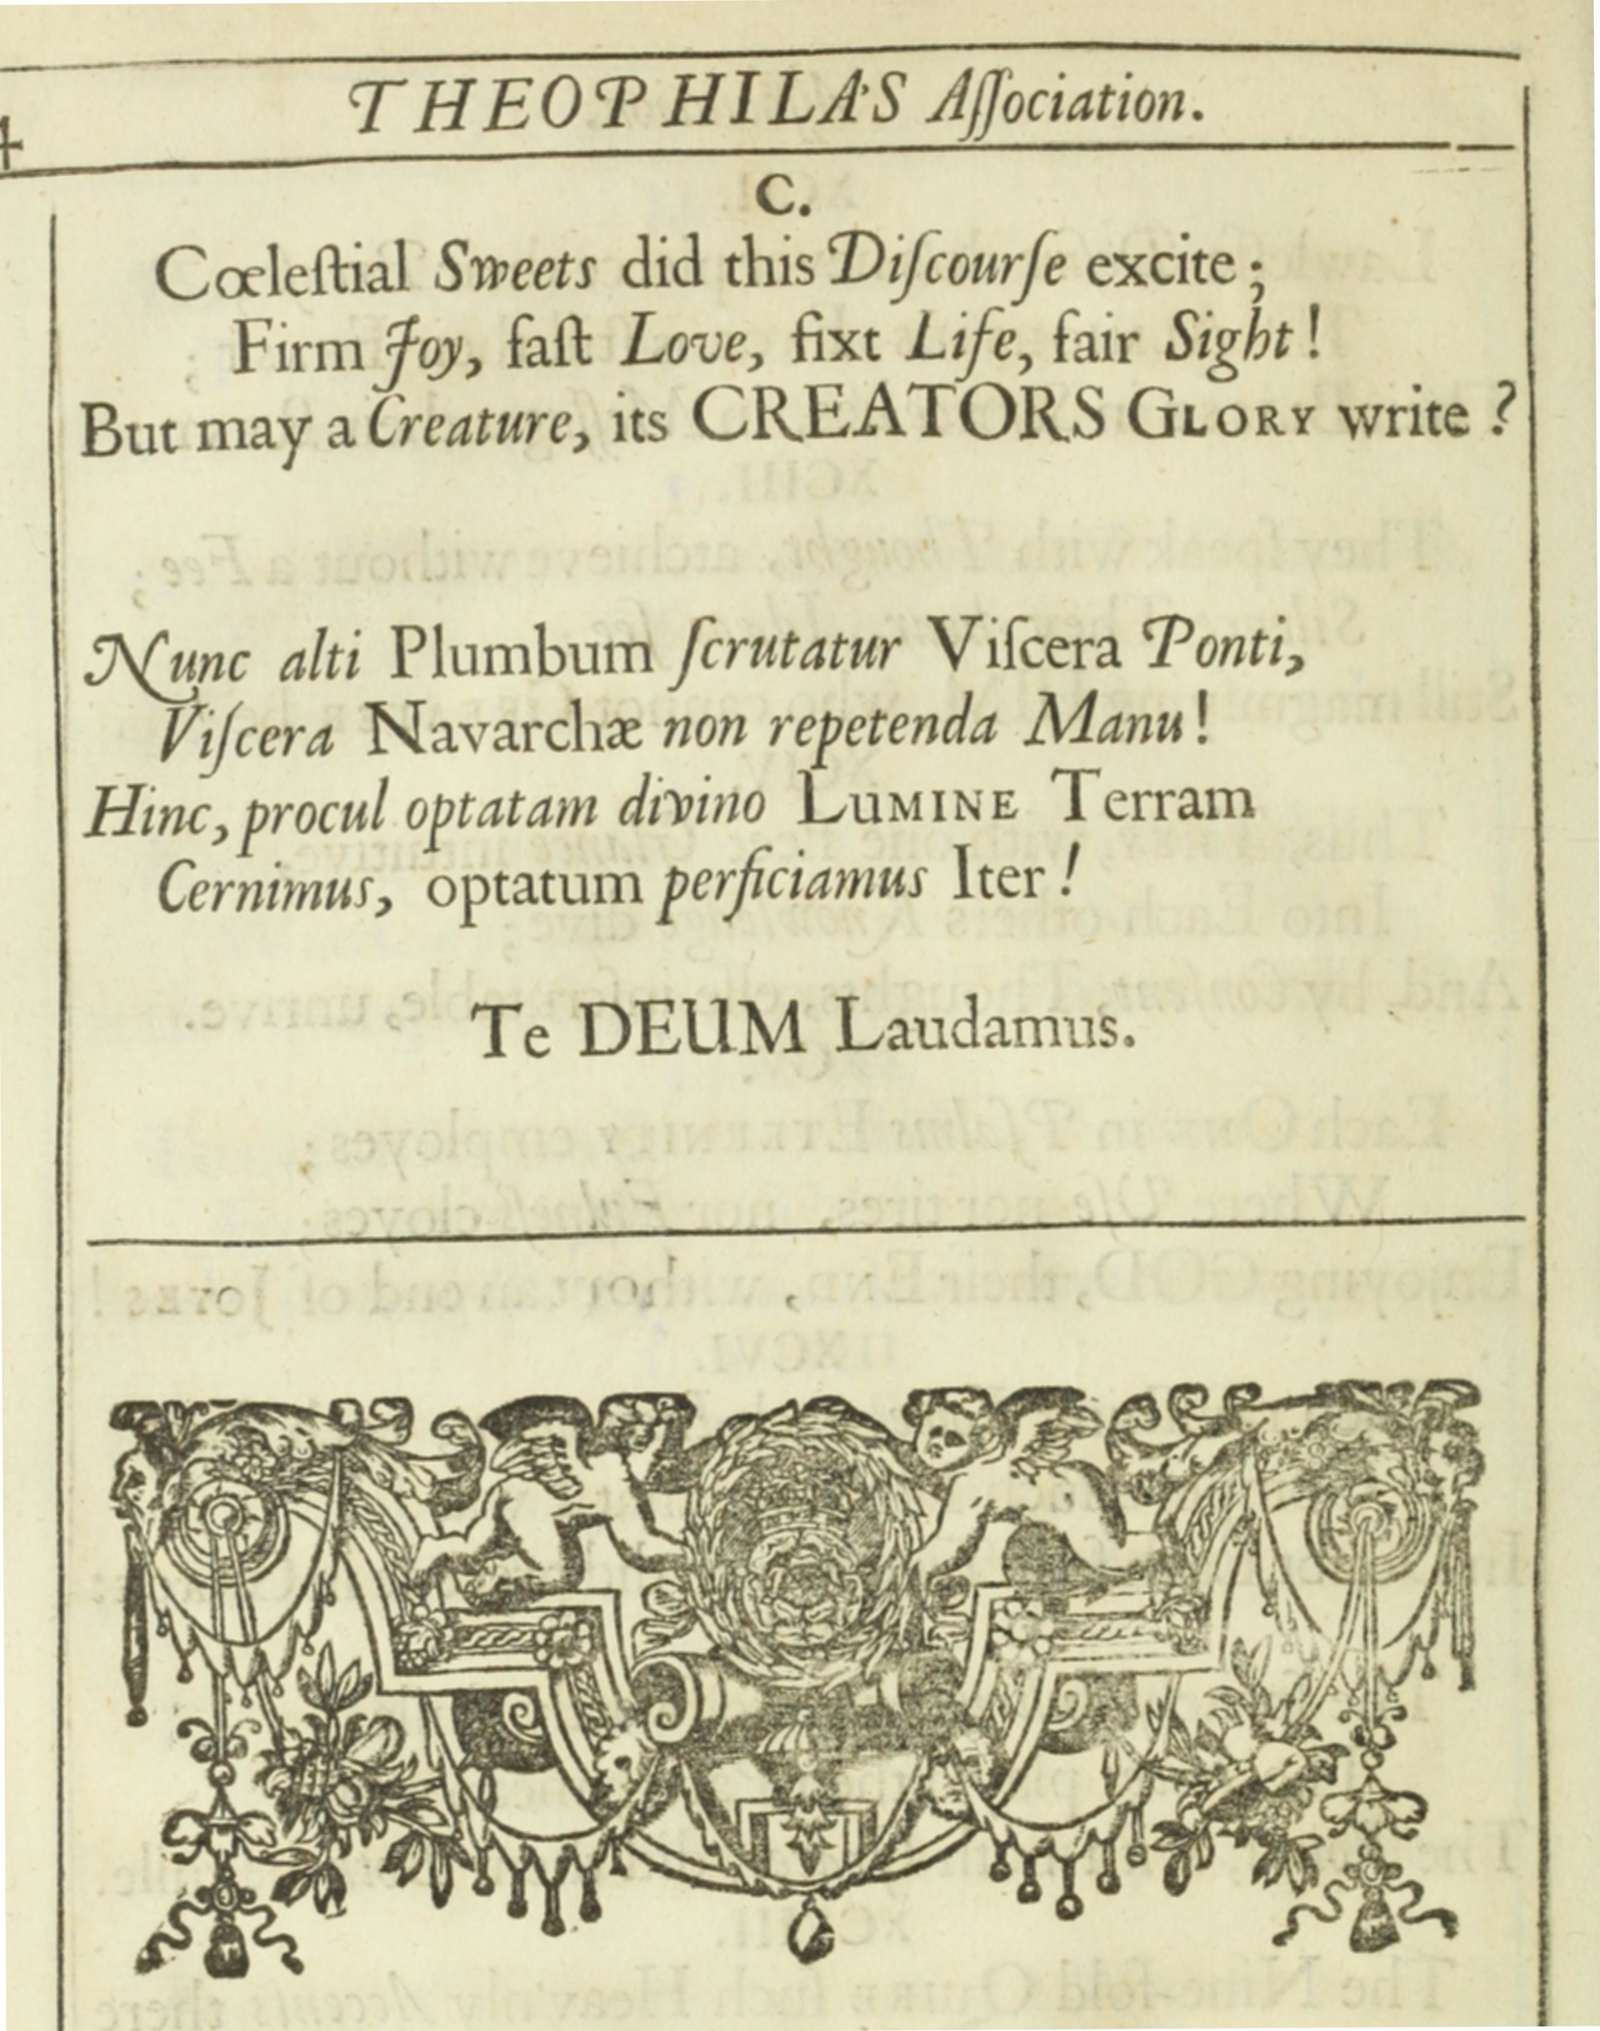 THEOPHILA'S Aſſociation.
4
C.
Cœleſtial Sweets did this Diſcourſe excite;
Firm Joy, faſt Love, fixt Life, fair Sight!
But may a Creature, its CREATORS GLORY write?
Nunc alti Plumbum ſcrutatur Viſcera Ponti,
Viſcera Navarchæ non repetenda Manu!
Hinc, procul optatam divino LUMINE Terram
Cernimus, optatum perficiamus Iter!
Te DEUM Laudamus.